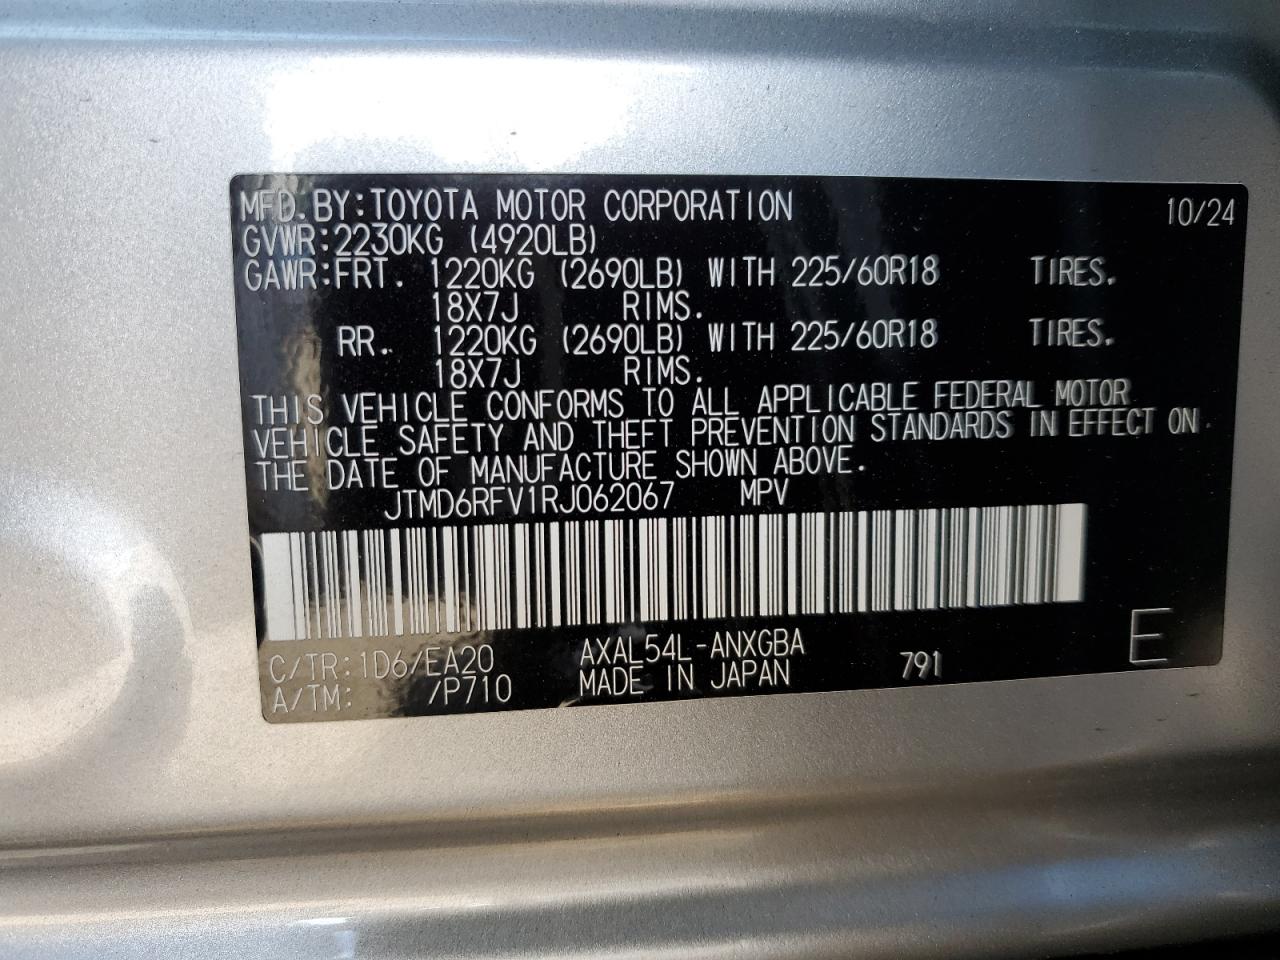 MFD.BY:TOYOTA MOTOR CORPORATION 10/24
GVWR:2230KG (4920LB)
GAWR:FRT. 1220KG (2690LB) WITH 225/60R18 TIRES.
18X7J RIMS.
RR. 1220KG (2690LB) WITH 225/60R18 TIRES.
18X7J RIMS.
THIS VEHICLE CONFORMS TO ALL APPLICABLE FEDERAL MOTOR
VEHICLE SAFETY AND THEFT PREVENTION STANDARDS IN EFFECT ON
THE DATE OF MANUFACTURE SHOWN ABOVE.
JTMD6RFV1RJ062067 MPV
C/TR:1D6/EA20 AXAL54L-ANXGBA 791 E
A/TM: /P710 MADE IN JAPAN